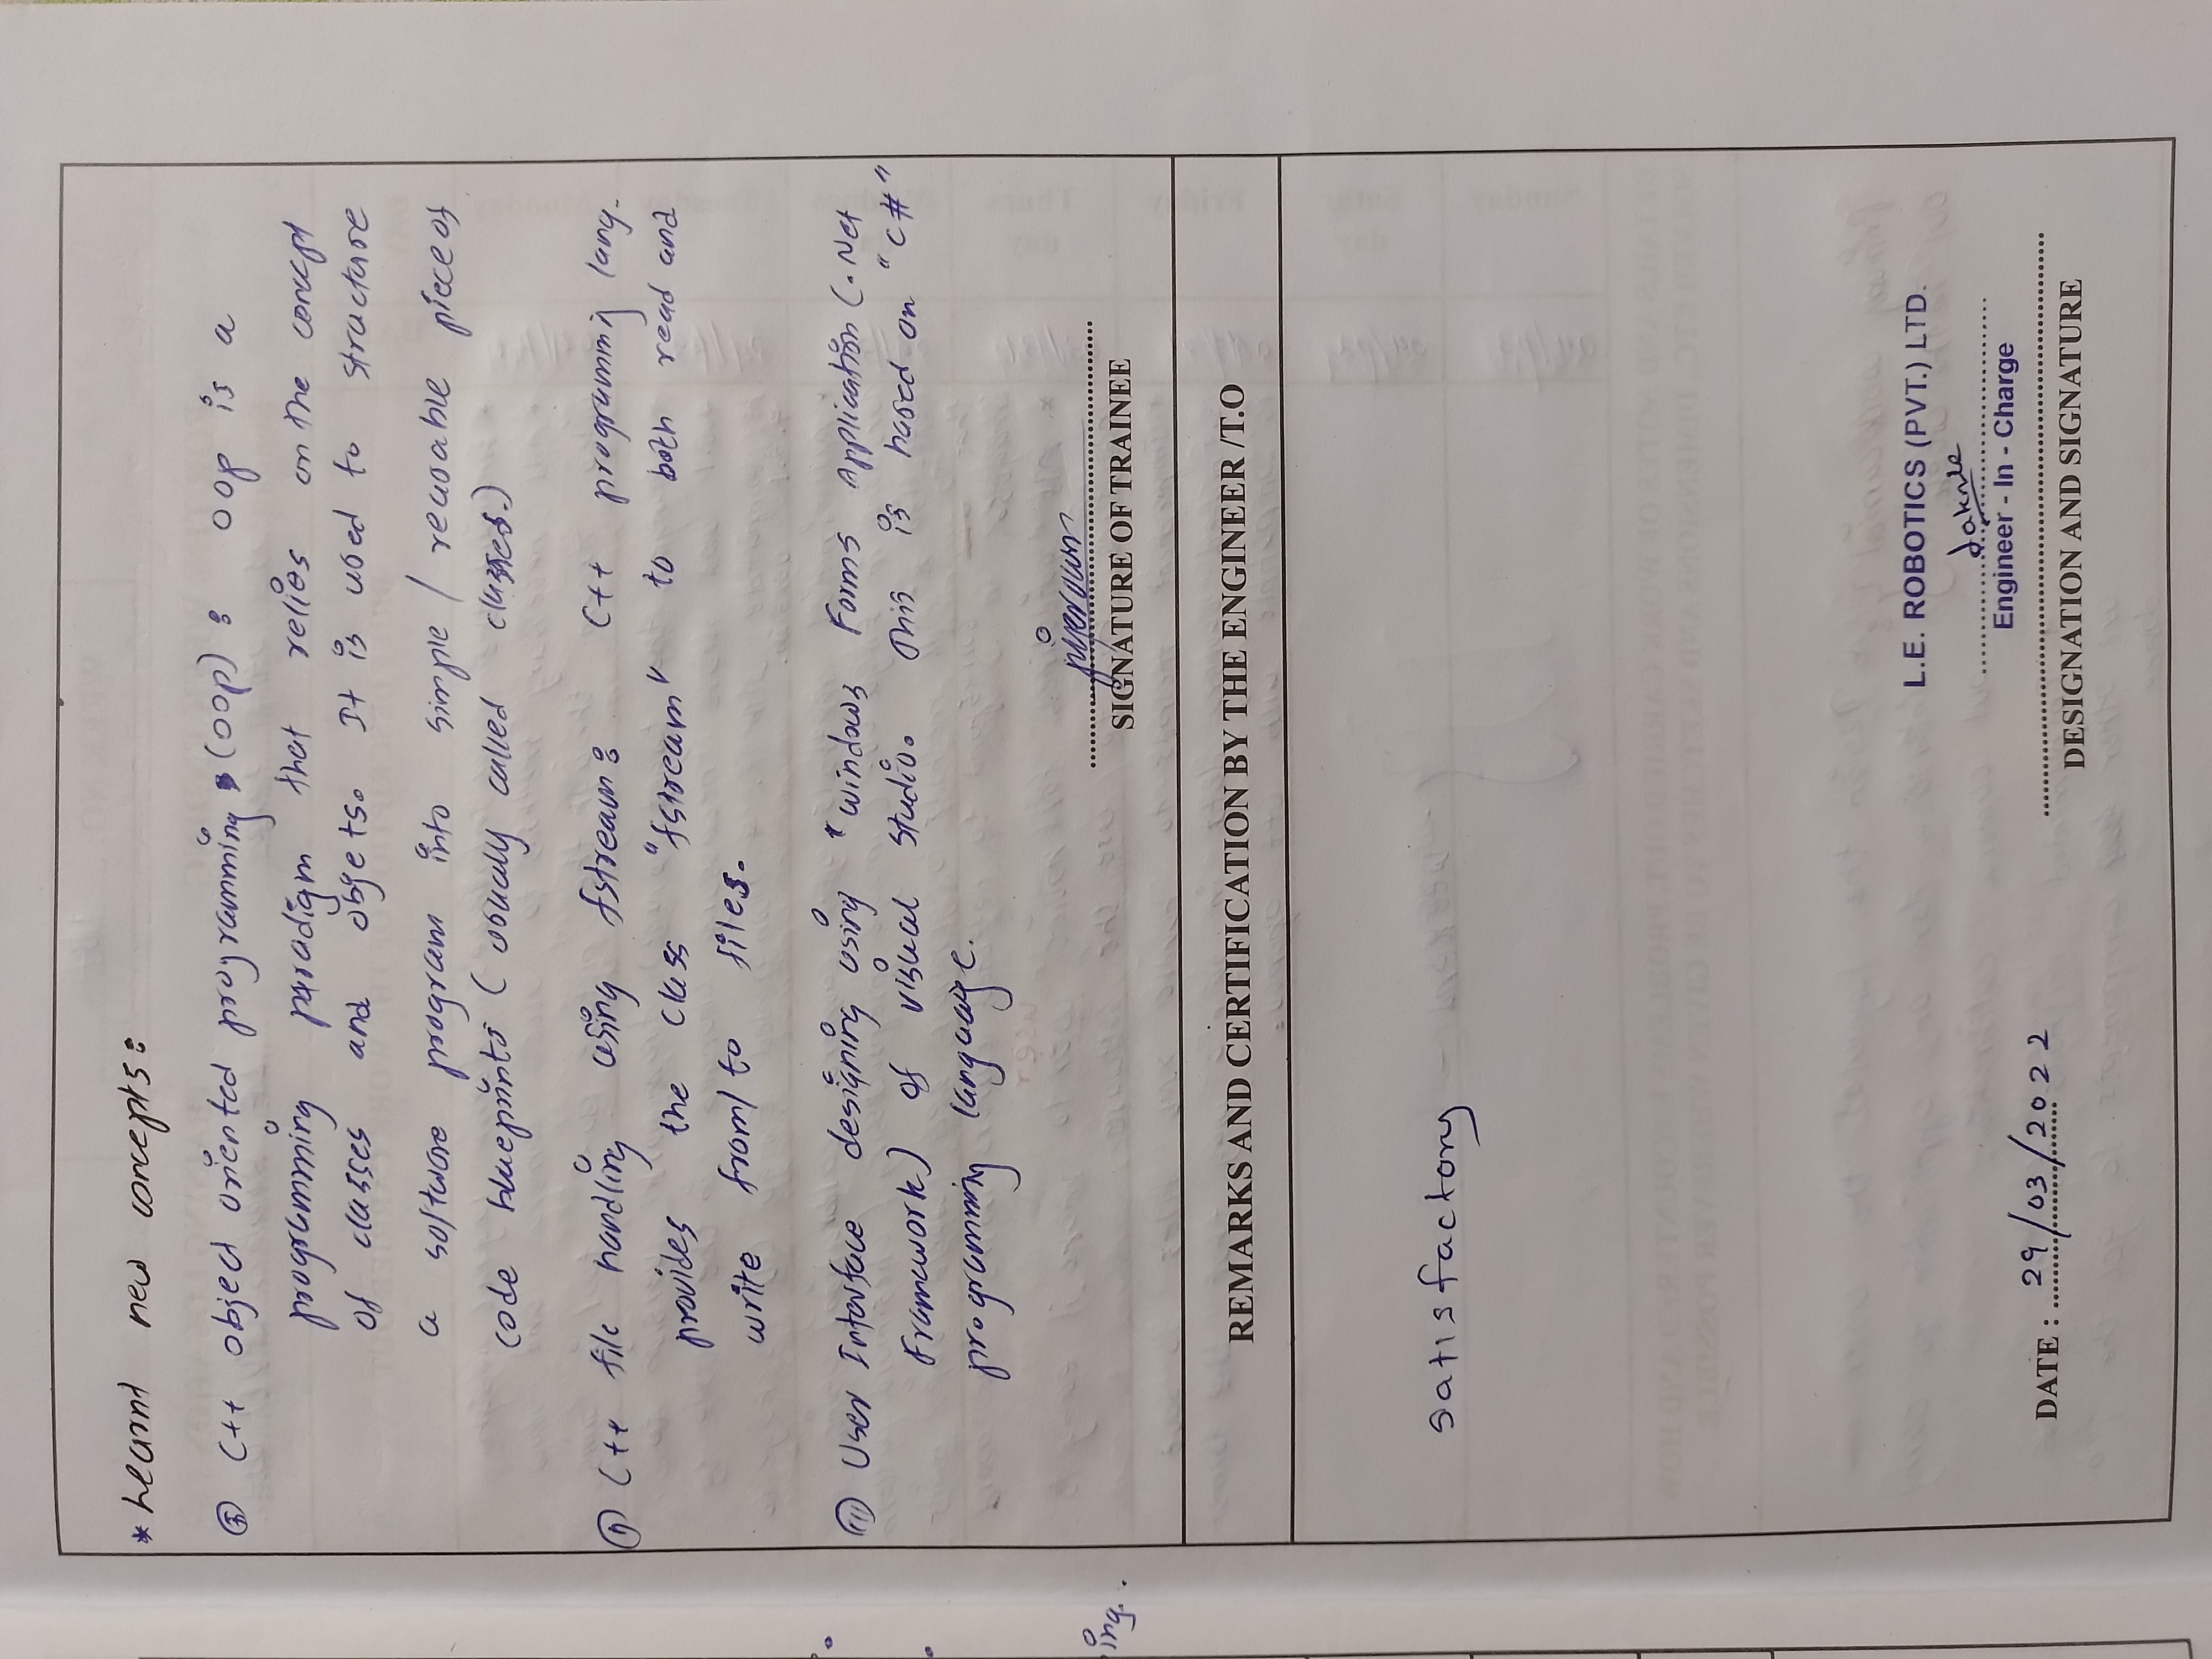 * Learnt new concepts:
C++ object oriented programming (OOP) : OOP is a
programming paradigm that relies on the concept
of classes and objets. It is used to structure
a software program into simple / reusable piece of
code blueprints ( usually called classes.)
C++ file handling using fstream: C++ programming lang.
provides the class "fstream" to both read and
write from/to files.
(iii) User Interface designing using "windows Forms Application (.Net
Framework) of visual studio. This is based on "C#"
programming language.
ing.
SIGNATURE OF TRAINEE
REMARKS AND CERTIFICATION BY THE ENGINEER /T.O
satisfactory
L.E. ROBOTICS (PVT.) LTD.
Engineer - In - Charge
DATE : 29/03/2022
DESIGNATION AND SIGNATURE